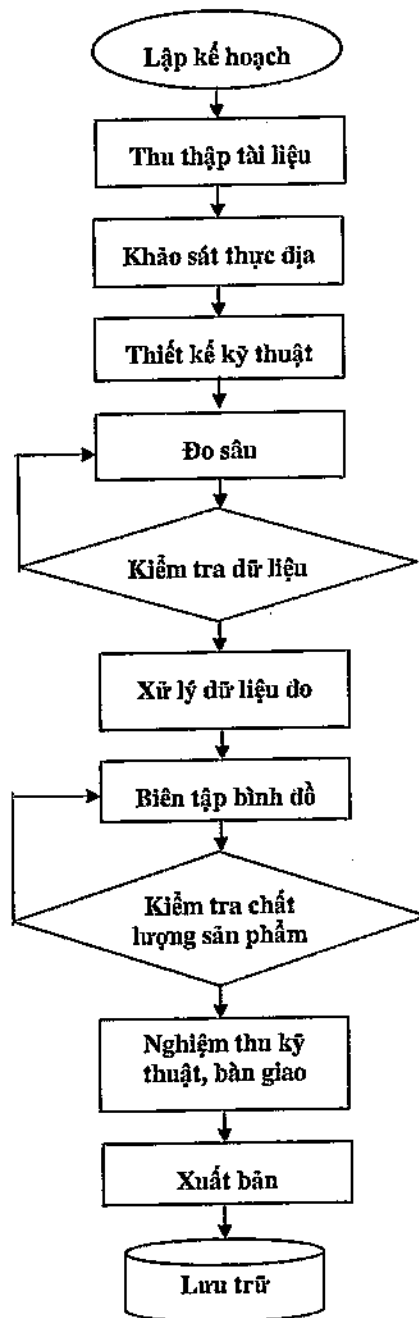 Lập kế hoạch
Thu thập tài liệu
Khảo sát thực địa
Thiết kế kỹ thuật
Đo sâu
Kiểm tra dữ liệu
Xử lý dữ liệu đo
Biên tập bình đồ
Kiểm tra chất
lượng sản phẩm
Nghiệm thu kỹ
thuật, bàn giao
Xuất bản
Lưu trữ